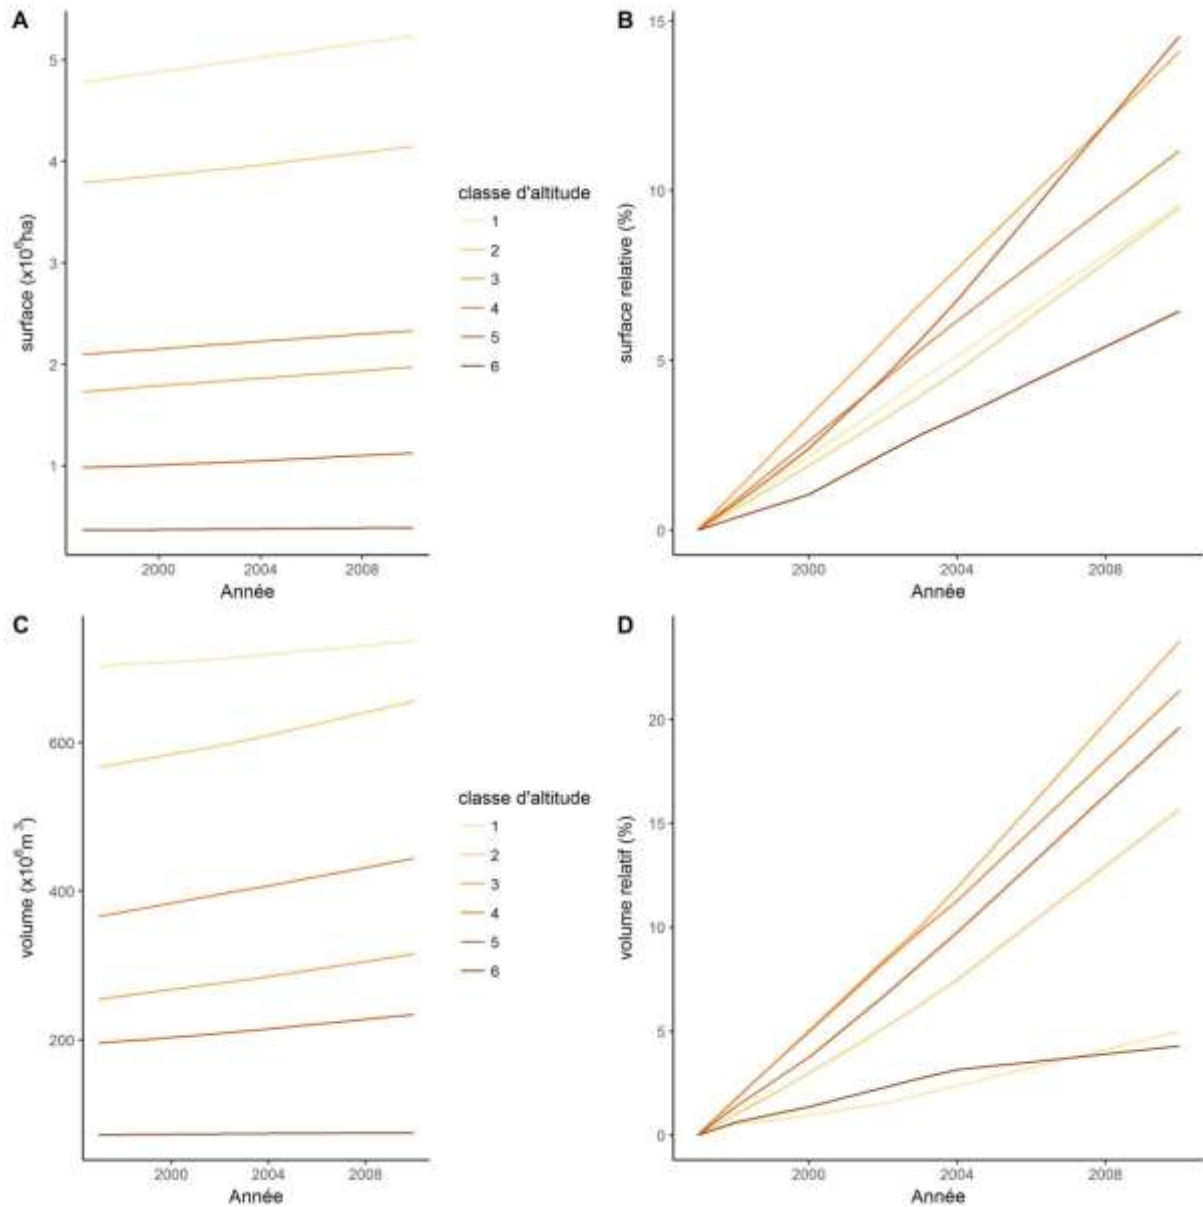 A
surface (x10⁶ha)
5
4
3
2
1
2000 2004 2008
Année
classe d'altitude
1
2
3
4
5
6
B
surface relative (%)
15
10
5
0
2000 2004 2008
Année
C
volume (x10⁶m³)
600
400
200
2000 2004 2008
Année
classe d'altitude
1
2
3
4
5
6
D
volume relatif (%)
20
15
10
5
0
2000 2004 2008
Année